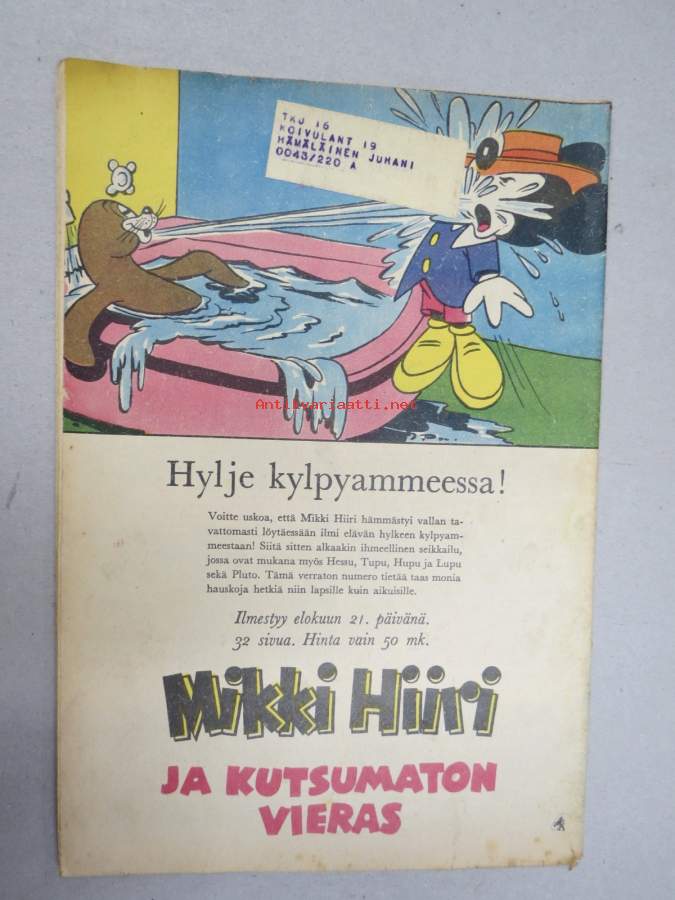 TKJ 16
KOIVULANT 19
HÄMÄLÄINEN JUHANI
0043/220 A
Antikvariaatti.net
Hylje kylpyammeessa!
Voitte uskoa, että Mikki Hiiri hämmästyi vallan ta-
vattomasti löytäessään ilmi elävän hylkeen kylpyam-
meestaan! Siitä sitten alkaakin ihmeellinen seikkailu,
jossa ovat mukana myös Hessu, Tupu, Hupu ja Lupu
sekä Pluto. Tämä verraton numero tietää taas monia
hauskoja hetkiä niin lapsille kuin aikuisille.
Ilmestyy elokuun 21. päivänä.
32 sivua. Hinta vain 50 mk.
Mikki Hiiri
JA KUTSUMATON
VIERAS